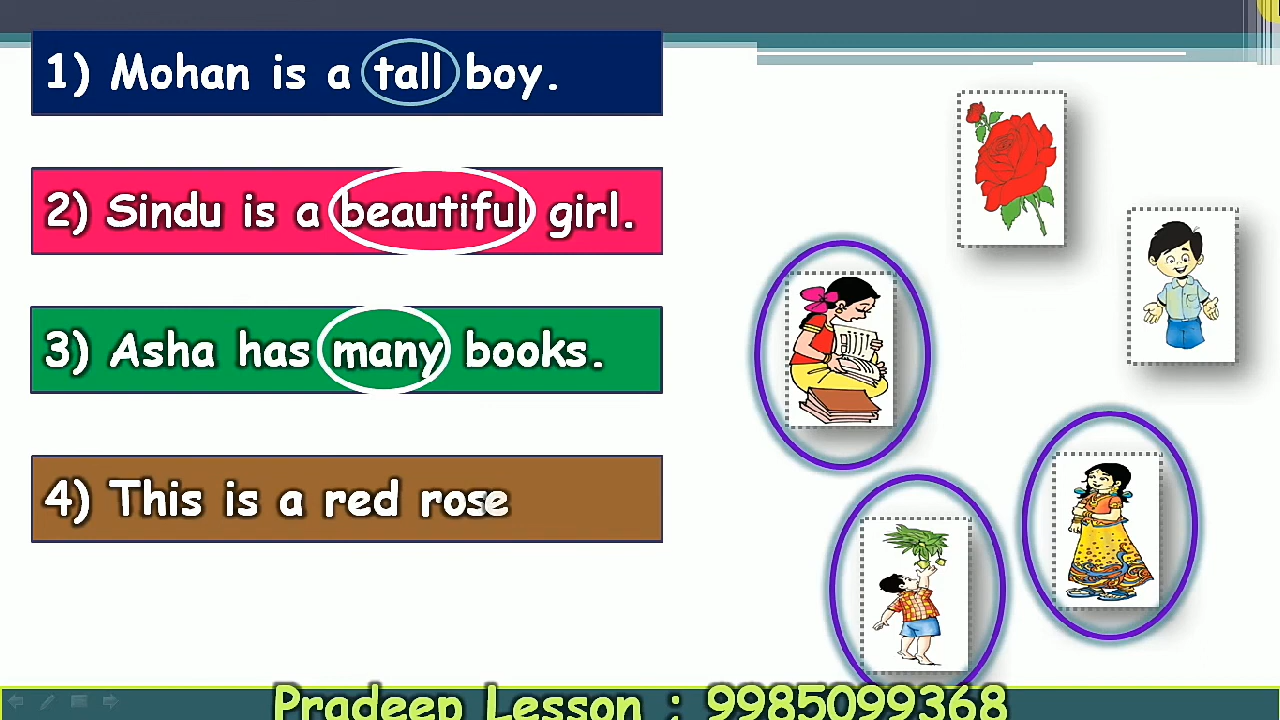 1) Mohan is a tall boy.
2) Sindu is a beautiful girl.
3) Asha has many books.
4) This is a red rose
Pradeep Lesson : 9985099368